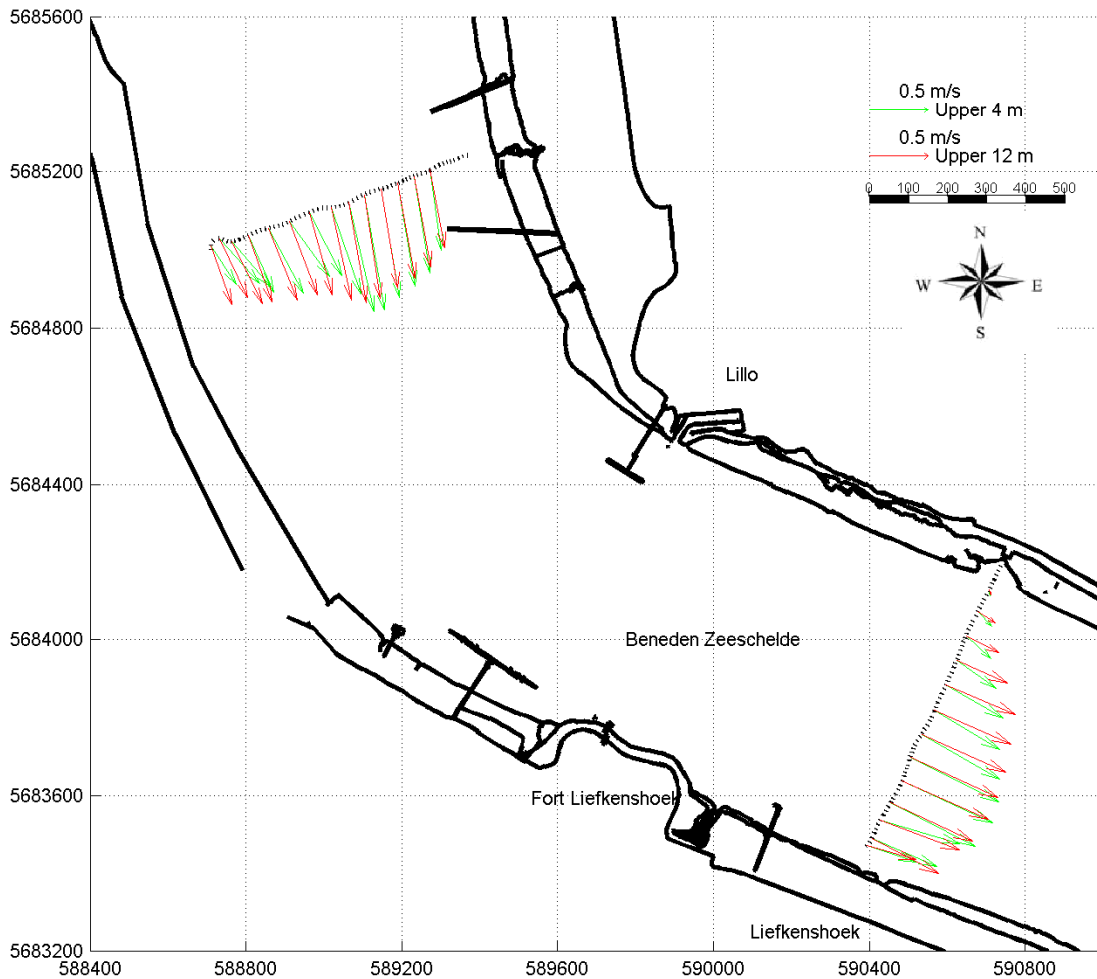 5685600
0.5 m/s
Upper 4 m
0.5 m/s
Upper 12 m
5685200
0 100 200 300 400 500
N
W E
S
5684800
Lillo
5684400
5684000
Beneden Zeeschelde
5683600
Fort Liefkenshoek
Liefkenshoek
5683200
588400 588800 589200 589600 590000 590400 590800